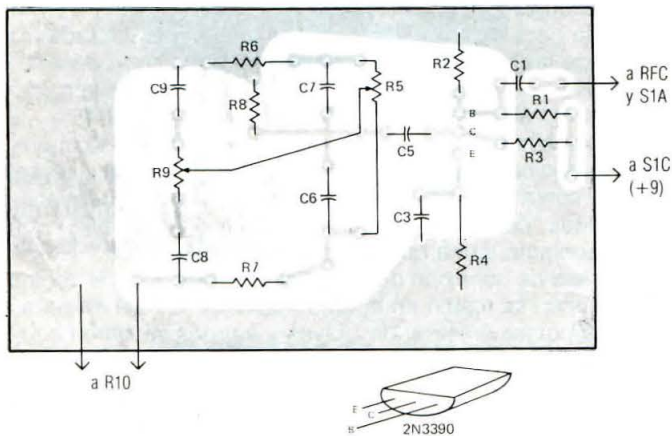 R6
R2
C1
a RFC
y S1A
C9
C7
R5
R8
R1
B
C
C5
E
R3
R9
a S1C
(+9)
C6
C3
C8
R7
R4
a R10
E
C
B
2N3390